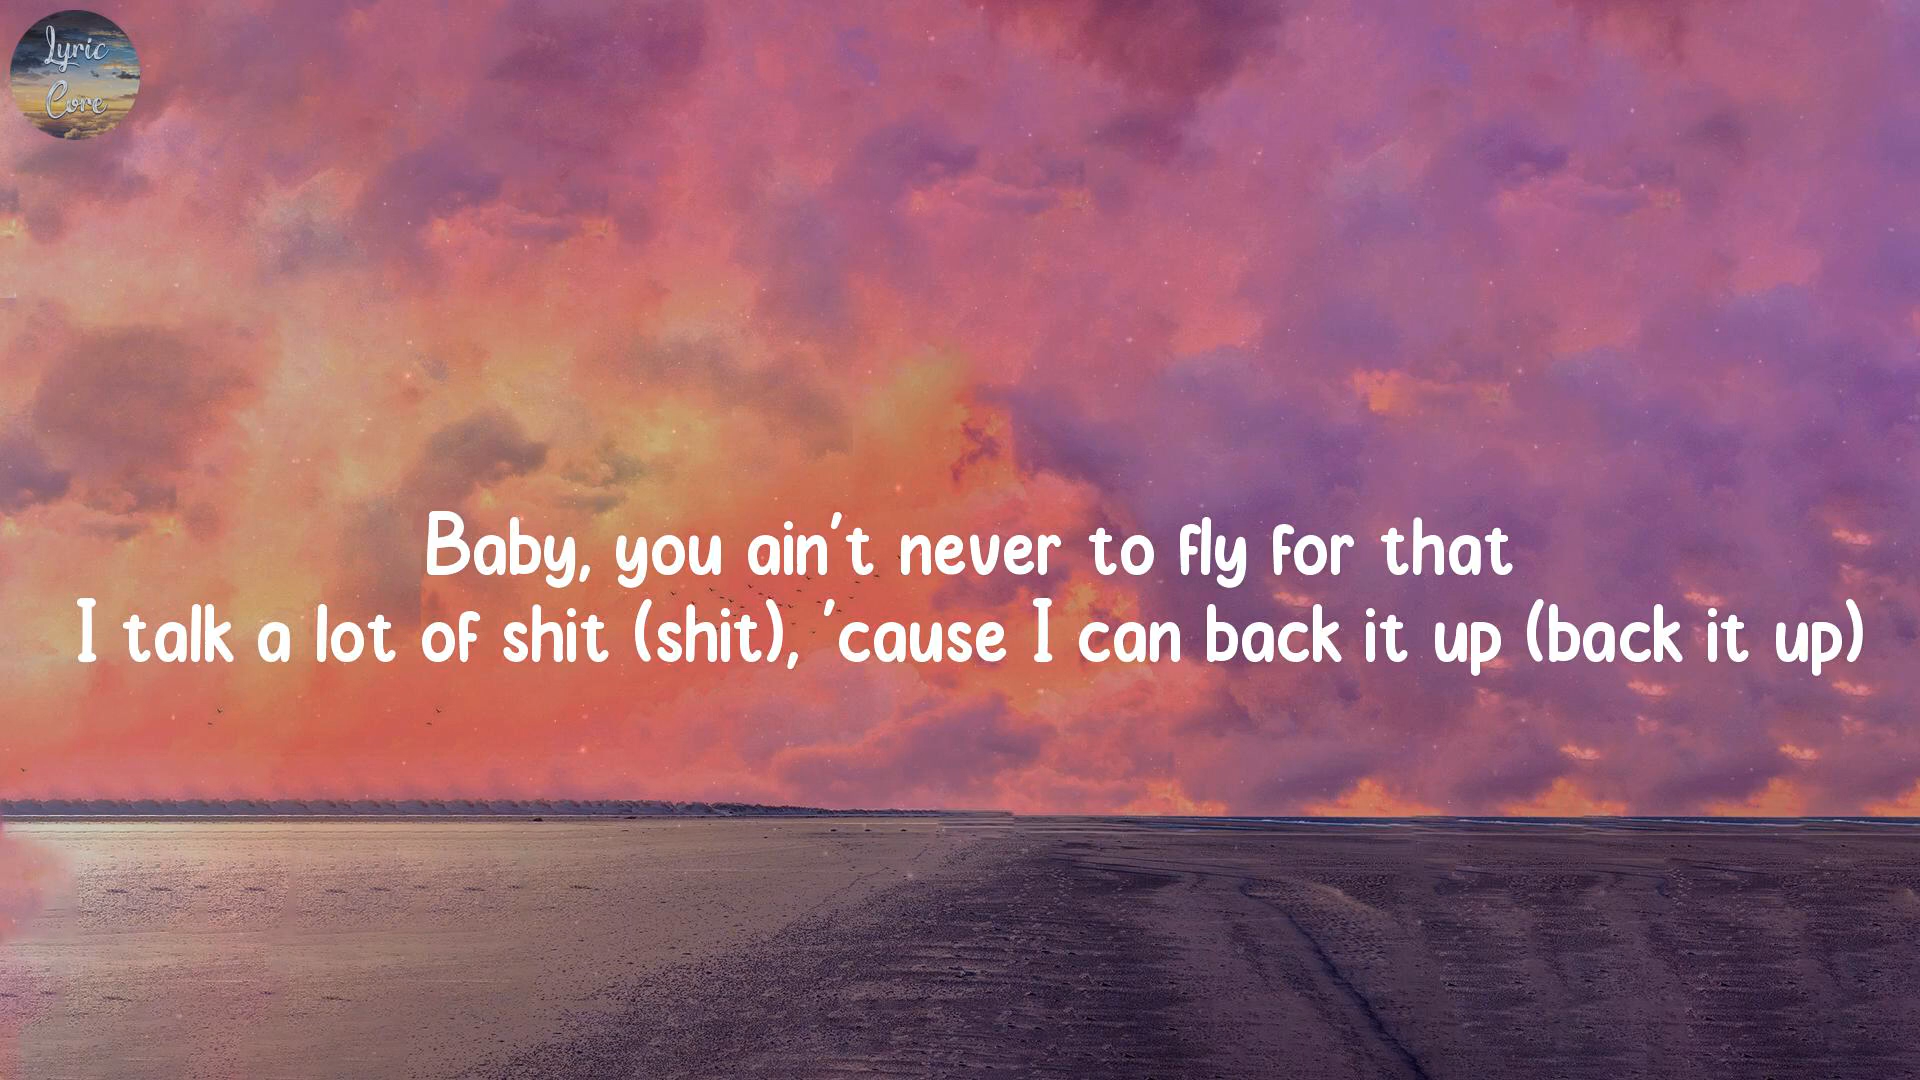 Lyric
Core
Baby, you ain't never to fly for that
I talk a lot of shit (shit), 'cause I can back it up (back it up)